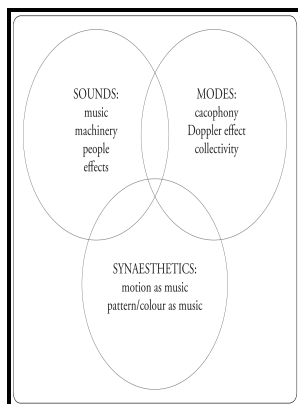 SOUNDS:
music
machinery
people
effects
MODES:
cacophony
Doppler effect
collectivity
SYNAESTHETICS:
motion as music
pattern/colour as music